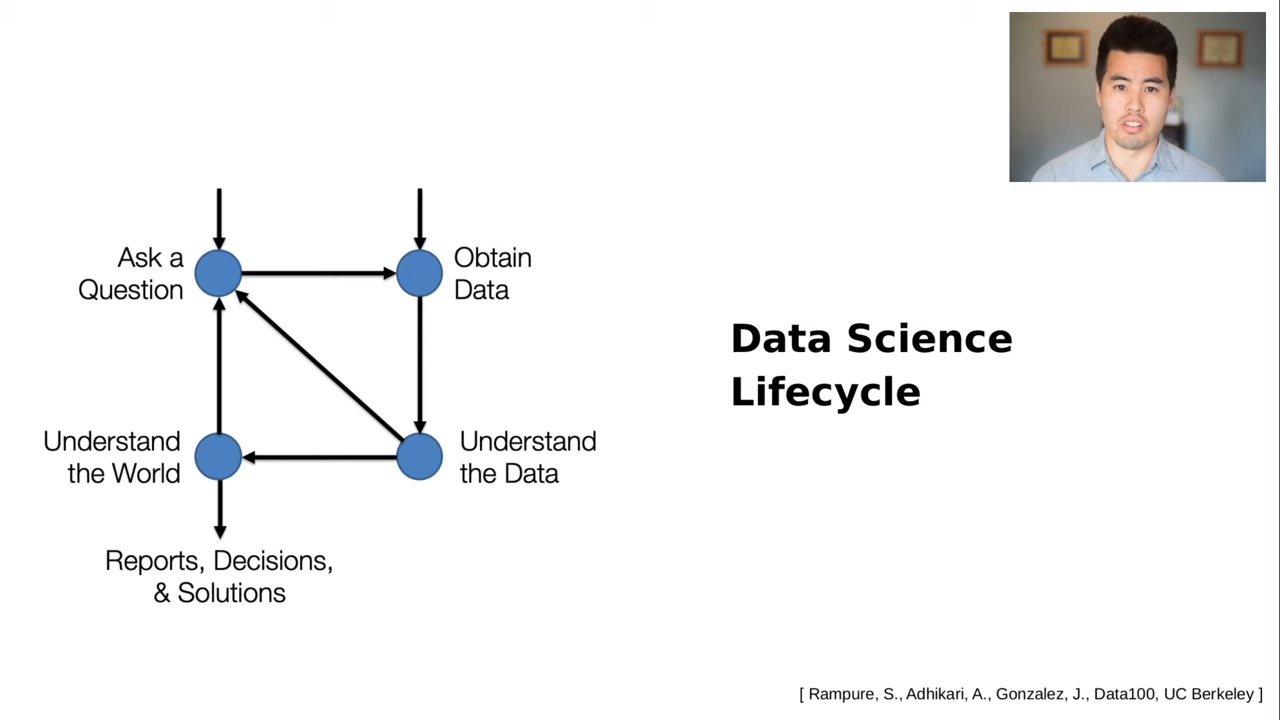 Ask a
Question
Obtain
Data
Data Science
Lifecycle
Understand
the World
Understand
the Data
Reports, Decisions,
& Solutions
[ Rampure, S., Adhikari, A., Gonzalez, J., Data100, UC Berkeley ]